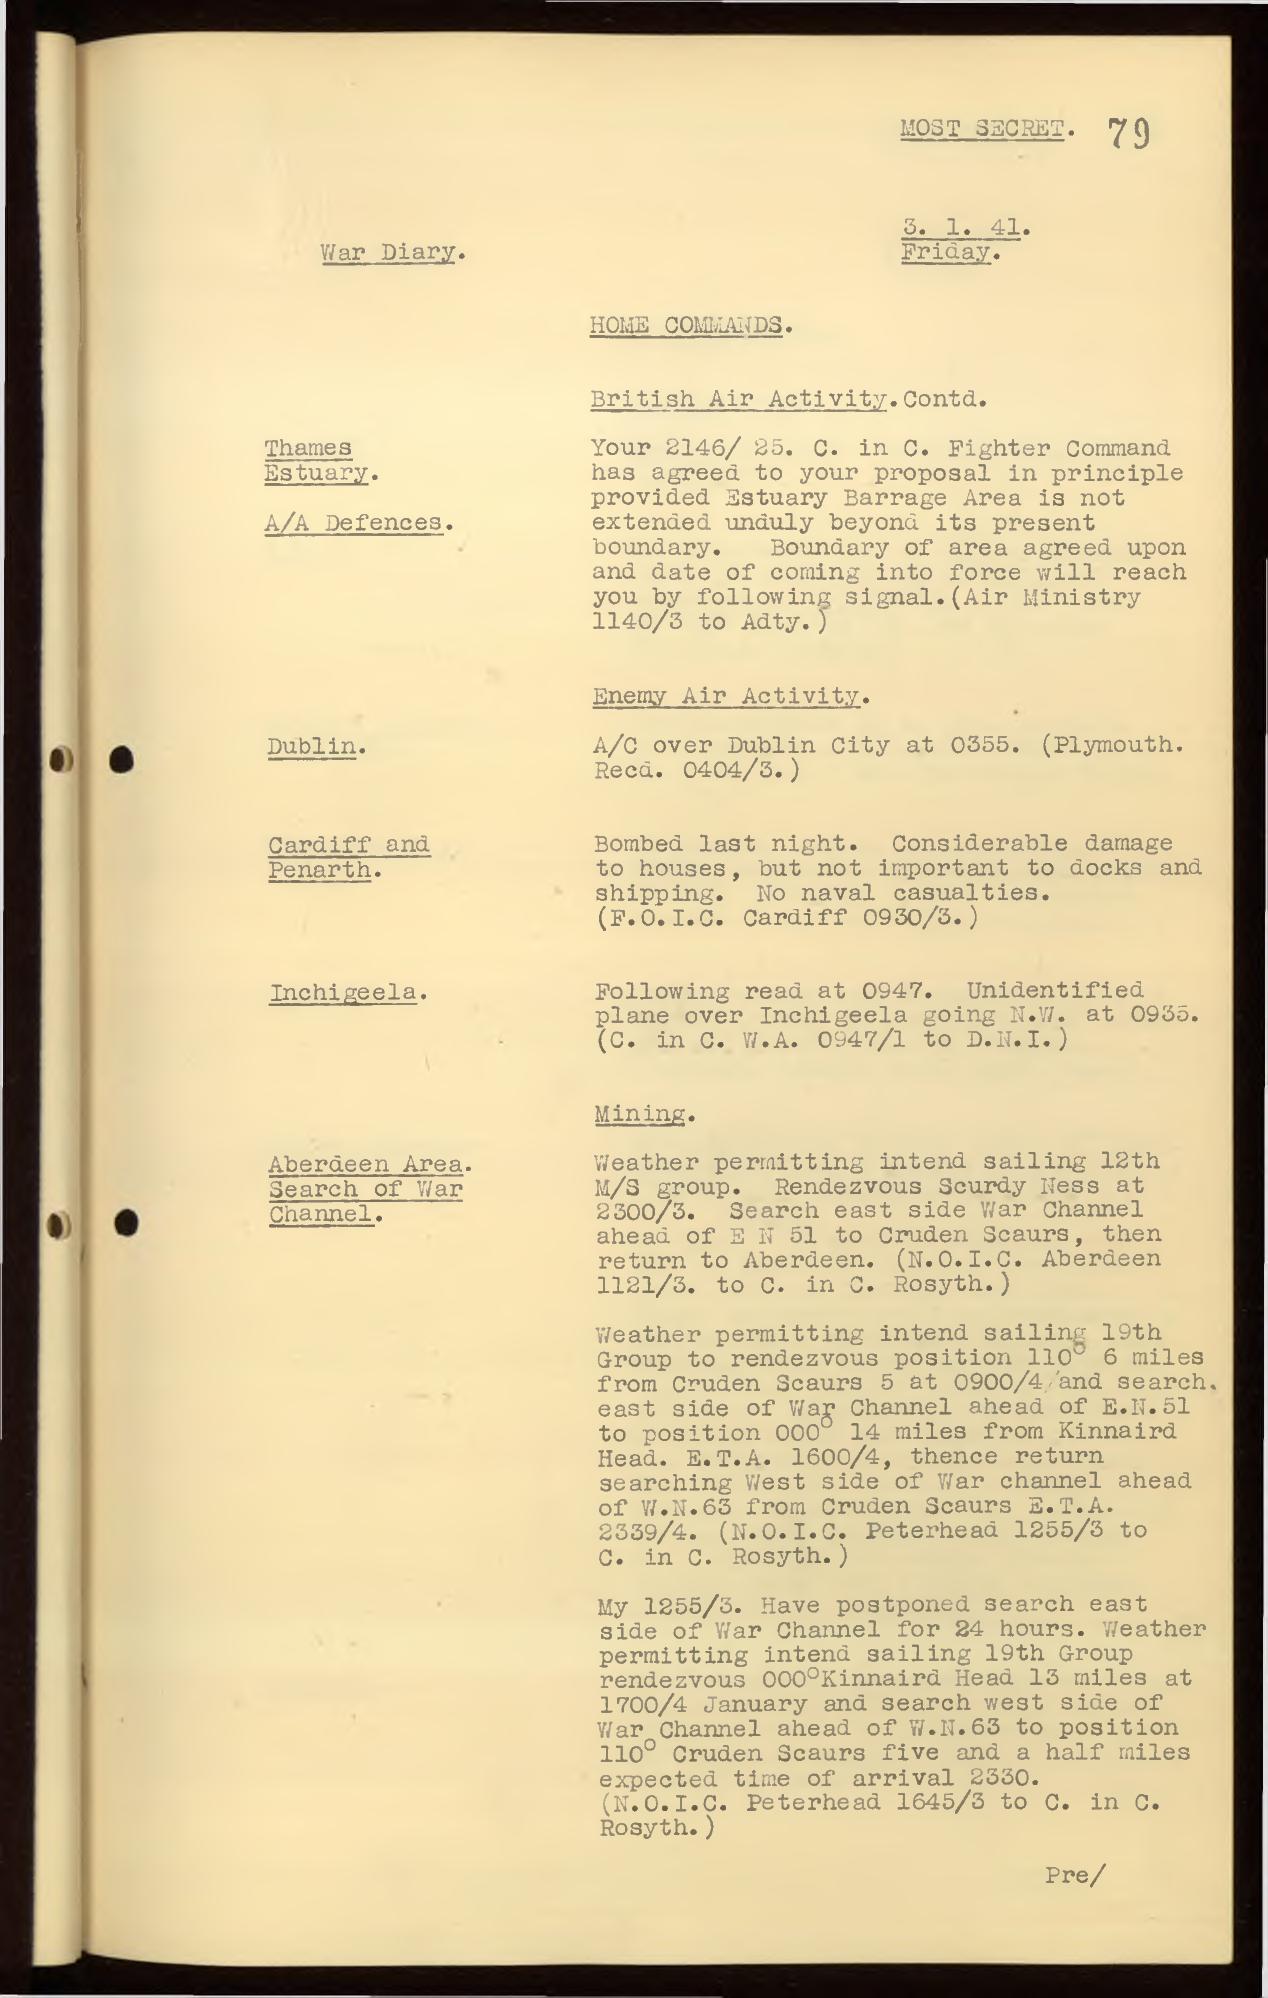 MOST SECRET. 79
3. 1. 41.
War Diary.
Friday.
HOME COMMANDS.
British Air Activity.Contd.
Thames
Estuary.
A/A Defences.
Your 2146/ 25. C. in C. Fighter Command
has agreed to your proposal in principle
provided Estuary Barrage Area is not
extended unduly beyond its present
boundary. Boundary of area agreed upon
and date of coming into force will reach
you by following signal.(Air Ministry
1140/3 to Adty.)
Enemy Air Activity.
Dublin.
A/C over Dublin City at 0355. (Plymouth.
Recd. 0404/3.)
Cardiff and
Penarth.
Bombed last night. Considerable damage
to houses, but not important to docks and
shipping. No naval casualties.
(F.O.I.C. Cardiff 0930/3.)
Inchigeela.
Following read at 0947. Unidentified
plane over Inchigeela going N.W. at 0935.
(C. in C. W.A. 0947/1 to D.N.I.)
Mining.
Aberdeen Area.
Search of War
Channel.
Weather permitting intend sailing 12th
M/S group. Rendezvous Scurdy Ness at
2300/3. Search east side War Channel
ahead of E N 51 to Cruden Scaurs, then
return to Aberdeen. (N.O.I.C. Aberdeen
1121/3. to C. in C. Rosyth.)
Weather permitting intend sailing 19th
Group to rendezvous position 110° 6 miles
from Cruden Scaurs 5 at 0900/4 and search.
east side of War Channel ahead of E.N.51
to position 000° 14 miles from Kinnaird
Head. E.T.A. 1600/4, thence return
searching West side of War channel ahead
of W.N.63 from Cruden Scaurs E.T.A.
2339/4. (N.O.I.C. Peterhead 1255/3 to
C. in C. Rosyth.)
My 1255/3. Have postponed search east
side of War Channel for 24 hours. Weather
permitting intend sailing 19th Group
rendezvous 000°Kinnaird Head 13 miles at
1700/4 January and search west side of
War Channel ahead of W.N.63 to position
110° Cruden Scaurs five and a half miles
expected time of arrival 2330.
(N.O.I.C. Peterhead 1645/3 to C. in C.
Rosyth.)
Pre/